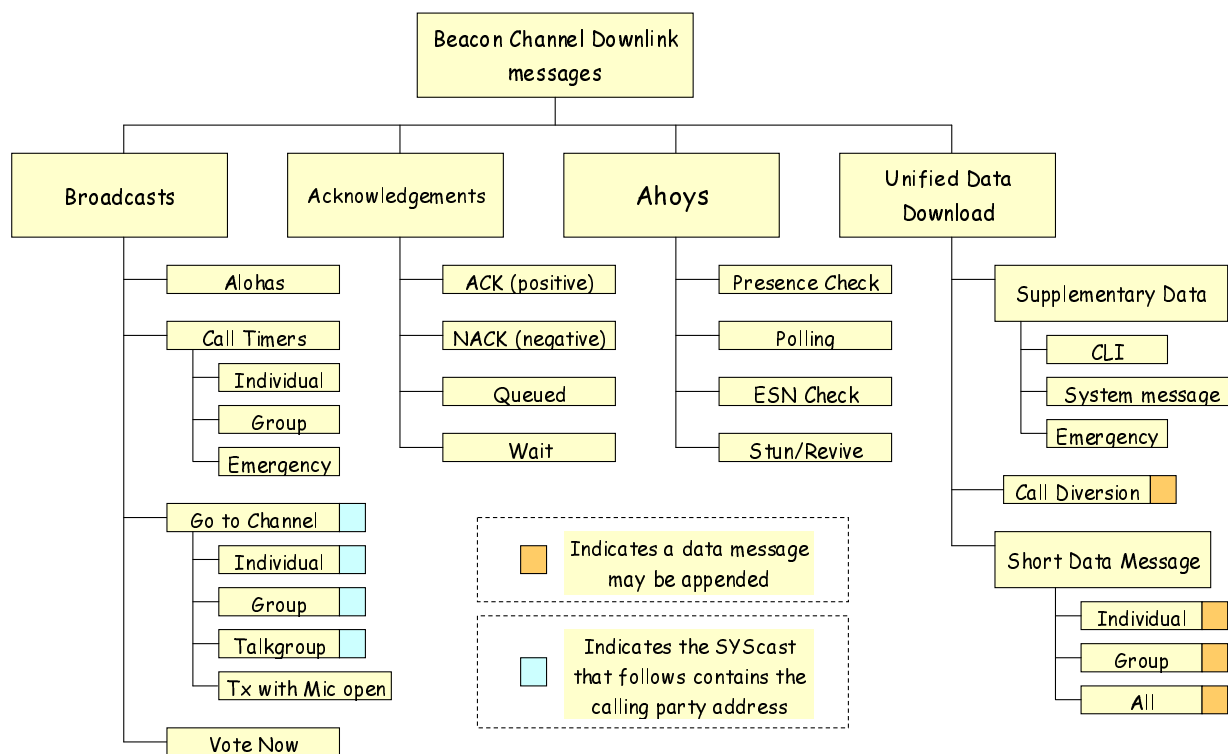 Beacon Channel Downlink
messages
Broadcasts
Alohas
Call Timers
Individual
Group
Emergency
Go to Channel
Individual
Group
Talkgroup
Tx with Mic open
Vote Now
Acknowledgements
ACK (positive)
NACK (negative)
Queued
Wait
Ahoys
Presence Check
Polling
ESN Check
Stun/Revive
Unified Data
Download
Supplementary Data
CLI
System message
Emergency
Call Diversion
Short Data Message
Individual
Group
All
Indicates a data message
may be appended
Indicates the SYScast
that follows contains the
calling party address